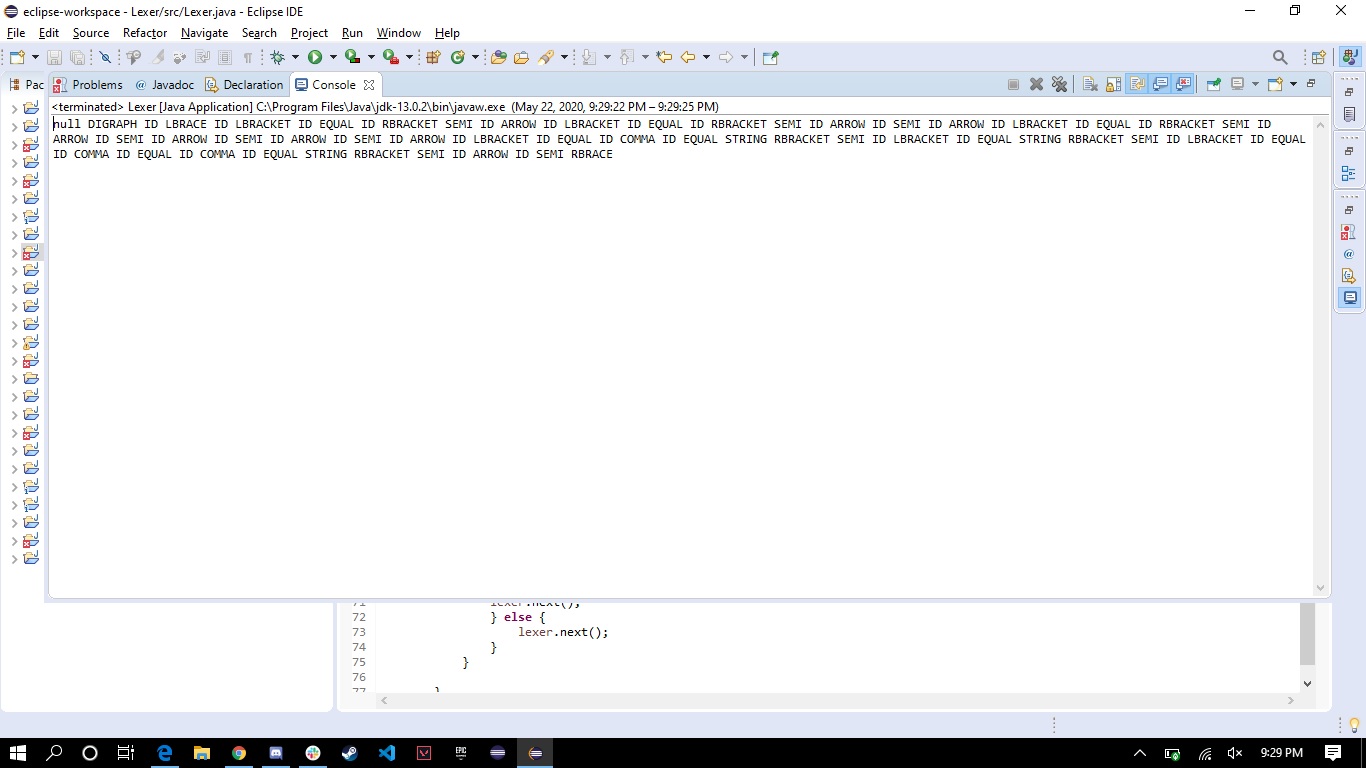 eclipse-workspace - Lexer/src/Lexer.java - Eclipse IDE
File Edit Source Refactor Navigate Search Project Run Window Help
Pac Problems @ Javadoc Declaration Console
<terminated> Lexer [Java Application] C:\Program Files\Java\jdk-13.0.2\bin\javaw.exe (May 22, 2020, 9:29:22 PM – 9:29:25 PM)
null DIGRAPH ID LBRACE ID LBRACKET ID EQUAL ID RBRACKET SEMI ID ARROW ID LBRACKET ID EQUAL ID RBRACKET SEMI ID ARROW ID SEMI ID ARROW ID LBRACKET ID EQUAL ID RBRACKET SEMI ID
ARROW ID SEMI ID ARROW ID SEMI ID ARROW ID SEMI ID ARROW ID LBRACKET ID EQUAL ID COMMA ID EQUAL STRING RBRACKET SEMI ID LBRACKET ID EQUAL STRING RBRACKET SEMI ID LBRACKET ID EQUAL
ID COMMA ID EQUAL ID COMMA ID EQUAL STRING RBRACKET SEMI ID ARROW ID SEMI RBRACE
71 lexer.next();
72 } else {
73 lexer.next();
74 }
75 }
76
77 }
EPIC
9:29 PM